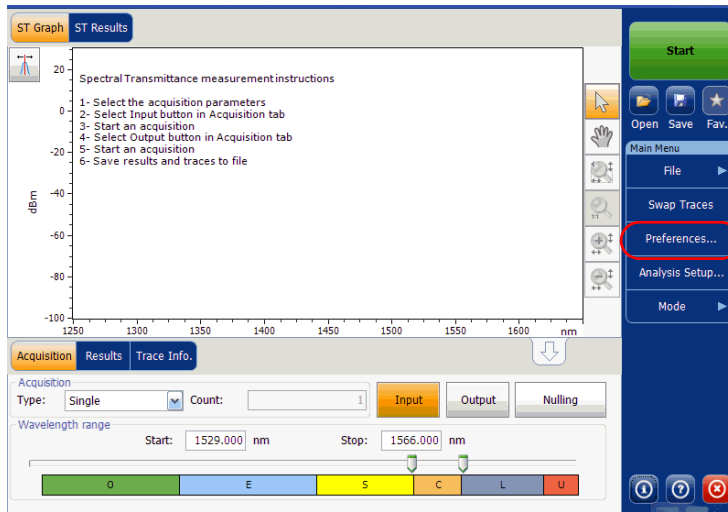 ST Graph ST Results
Start
Spectral Transmittance measurement instructions
1- Select the acquisition parameters
2- Select Input button in Acquisition tab
3- Start an acquisition
4- Select Output button in Acquisition tab
5- Start an acquisition
6- Save results and traces to file
20
0
-20
-40
-60
-80
-100
dBm
1250 1300 1350 1400 1450 1500 1550 1600 nm
1:1
Open Save Fav.
Main Menu
File
Swap Traces
Preferences...
Analysis Setup...
Mode
Acquisition Results Trace Info.
Acquisition
Type: Single Count: 1 Input Output Nulling
Wavelength range
Start: 1529.000 nm Stop: 1566.000 nm
O E S C L U